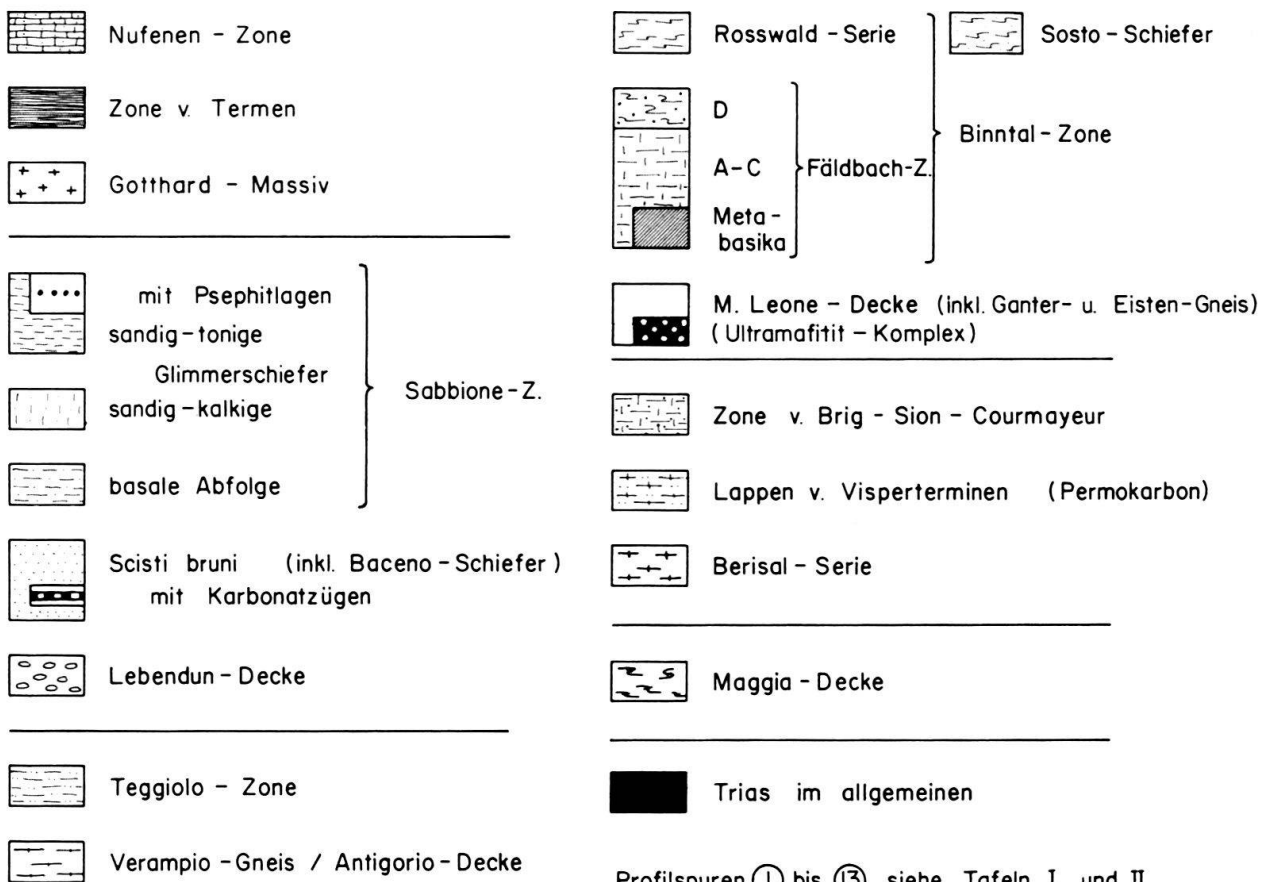 Nufenen – Zone
Zone v. Termen
Gotthard – Massiv
mit Psephitlagen
sandig – tonige
Glimmerschiefer
sandig – kalkige
Sabbione – Z.
basale Abfolge
Scisti bruni (inkl. Baceno – Schiefer)
mit Karbonatzügen
Lebendun – Decke
Teggiolo – Zone
Verampio – Gneis / Antigorio – Decke
Rosswald – Serie
Sosto – Schiefer
D
A – C
Fäldbach – Z.
Meta –
basika
Binntal – Zone
M. Leone – Decke (inkl. Ganter – u. Eisten – Gneis)
(Ultramafitit – Komplex)
Zone v. Brig – Sion – Courmayeur
Lappen v. Visperterminen (Permokarbon)
Berisal – Serie
Maggia – Decke
Trias im allgemeinen
Profilspuren ① bis ⑬ siehe Tafeln I und II